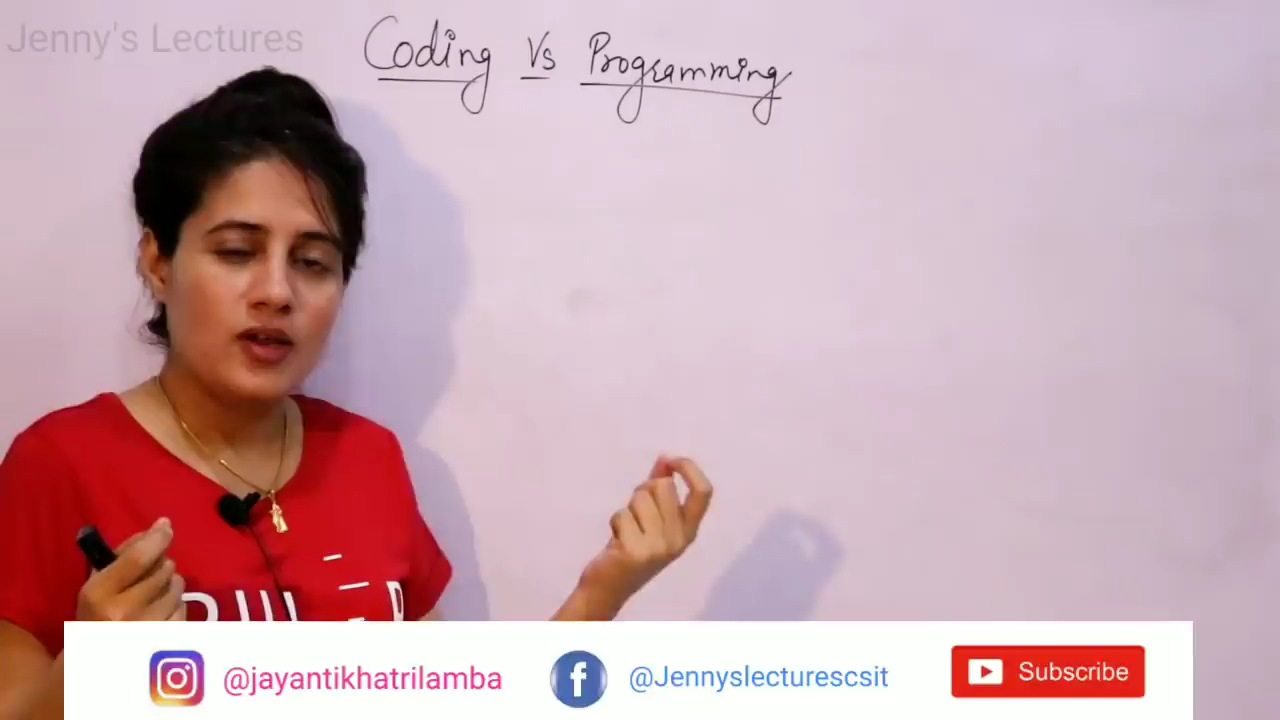 Jenny's Lectures
Coding Vs Programming
@jayantikhatrilamba
@Jennyslecturescsit
Subscribe